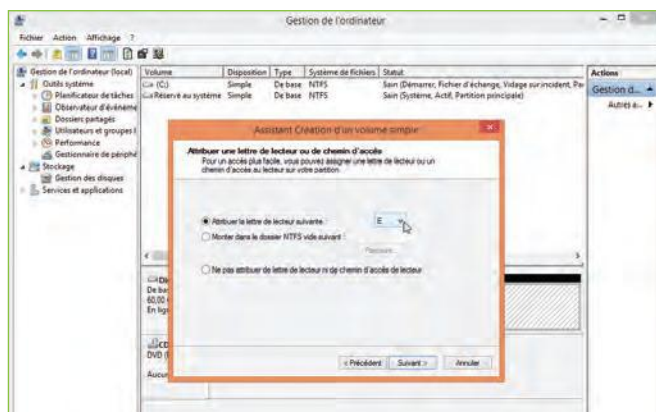 Gestion de l'ordinateur
Fichier Action Affichage ?
Gestion de l'ordinateur (local)
Outils système
Planificateur de tâches
Observateur d'événeme
Dossiers partagés
Utilisateurs et groupes l
Performance
Gestionnaire de périphé
Stockage
Gestion des disques
Services et applications
Volume Disposition Type Système de fichiers Statut
(C:) Simple De base NTFS Sain (Démarrer, Fichier d'échange, Vidage sur incident, Pa
Réservé au système Simple De base NTFS Sain (Système, Actif, Partition principale)
Actions
Gestion d...
Autres a...
Assistant Création d'un volume simple
Attribuer une lettre de lecteur ou de chemin d'accès
Pour un accès plus facile, vous pouvez assigner une lettre de lecteur ou un
chemin d'accès au lecteur sur votre partition.
Attribuer la lettre de lecteur suivante : E
Monter dans le dossier NTFS vide suivant :
Parcourir...
Ne pas attribuer de lettre de lecteur ni de chemin d'accès de lecteur
< Précédent Suivant > Annuler
De ba
60,00
En lig
CD
DVD (
Aucur